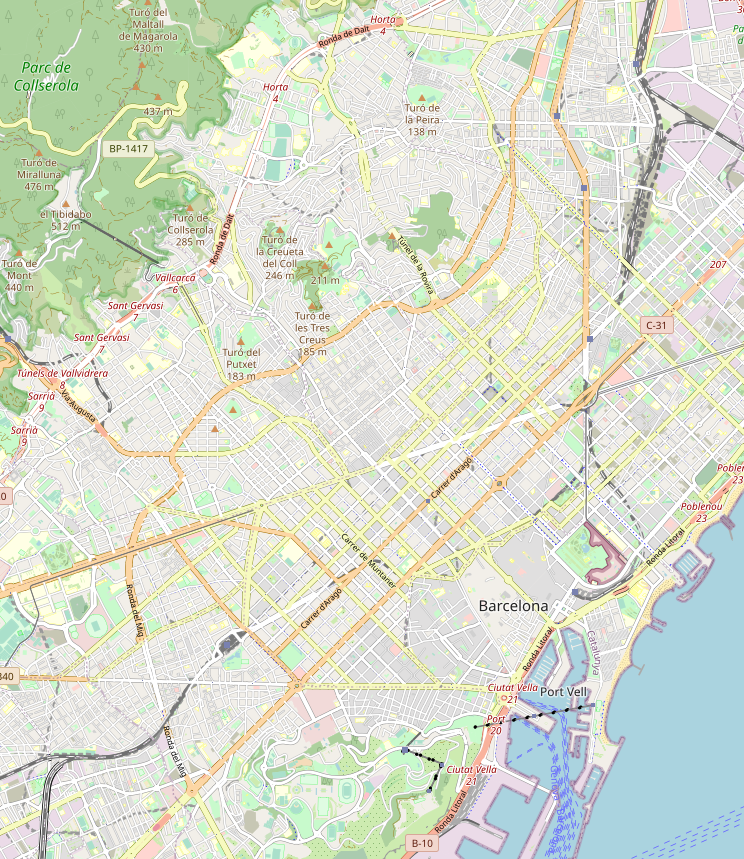 Turó del
Maltall
de Magarola
430 m
Horta
4
Ronda de Dalt
Parc de
Collserola
Horta
4
437 m
Turó de
la Peira
138 m
BP-1417
Turó de
Miralluna
476 m
el Tibidabo
512 m
Turó de
Collserola
285 m
Ronda de Dalt
Turó de
la Creueta
del Coll
246 m
Túnel de la Rovira
Turó de
Mont
440 m
Vallcarca
6
211 m
207
Sant Gervasi
7
Turó de
les Tres
Creus
185 m
C-31
Sant Gervasi
7
Turó del
Putxet
183 m
Túnels de Vallvidrera
8
Sarrià
9
Via Augusta
Sarrià
9
Carrer d'Aragó
Poblenou
23
Carrer de Muntaner
Ronda Litoral
Ronda del Mig
Carrer d'Aragó
Barcelona
Ronda Litoral
Catalunya
340
Ciutat Vella
21
Port Vell
Port
20
Ronda del Mig
Ciutat Vella
21
Ronda Litoral
B-10